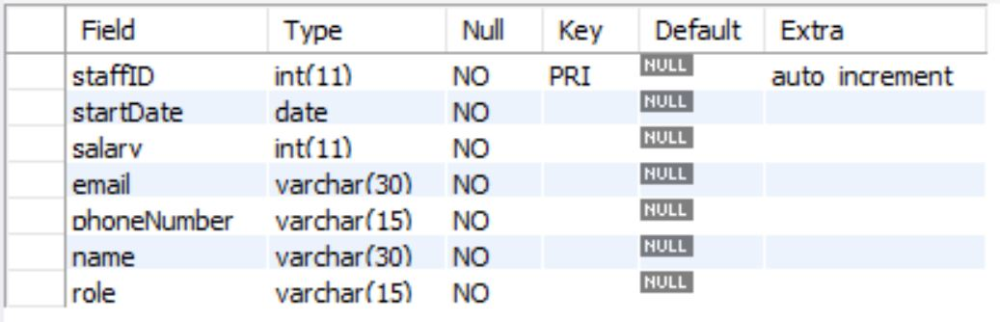 Field Type Null Key Default Extra
staffID int(11) NO PRI NULL auto increment
startDate date NO NULL
salary int(11) NO NULL
email varchar(30) NO NULL
phoneNumber varchar(15) NO NULL
name varchar(30) NO NULL
role varchar(15) NO NULL